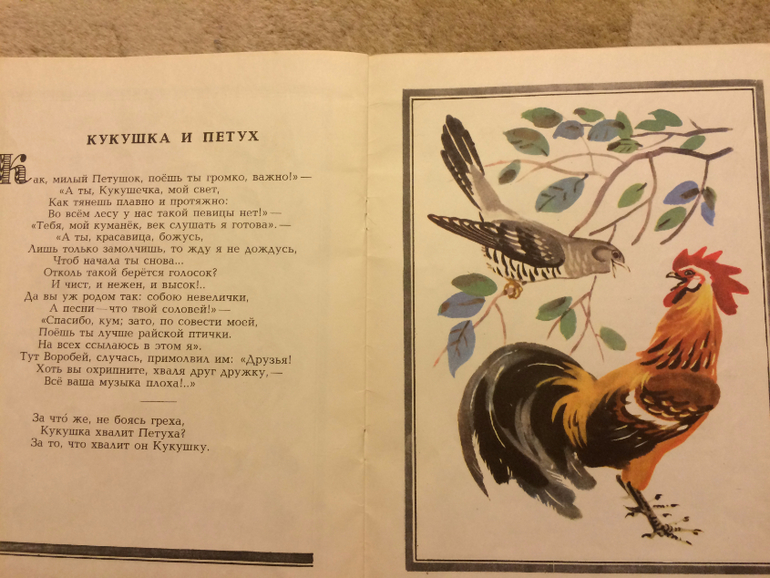 КУКУШКА И ПЕТУХ
Как, милый Петушок, поёшь ты громко, важно!» —
«А ты, Кукушечка, мой свет,
Как тянешь плавно и протяжно:
Во всём лесу у нас такой певицы нет!» —
«Тебя, мой куманёк, век слушать я готова». —
«А ты, красавица, божусь,
Лишь только замолчишь, то жду я не дождусь,
Чтоб начала ты снова...
Отколь такой берётся голосок?
И чист, и нежен, и высок!..
Да вы уж родом так: собою невелички,
А песни — что твой соловей!» —
«Спасибо, кум; зато, по совести моей,
Поёшь ты лучше райской птички.
На всех ссылаюсь в этом я».
Тут Воробей, случась, примолвил им: «Друзья!
Хоть вы охрипните, хваля друг дружку, —
Всё ваша музыка плоха!..»
За что́ же, не боясь греха,
Кукушка хвалит Петуха?
За то, что хвалит он Кукушку.